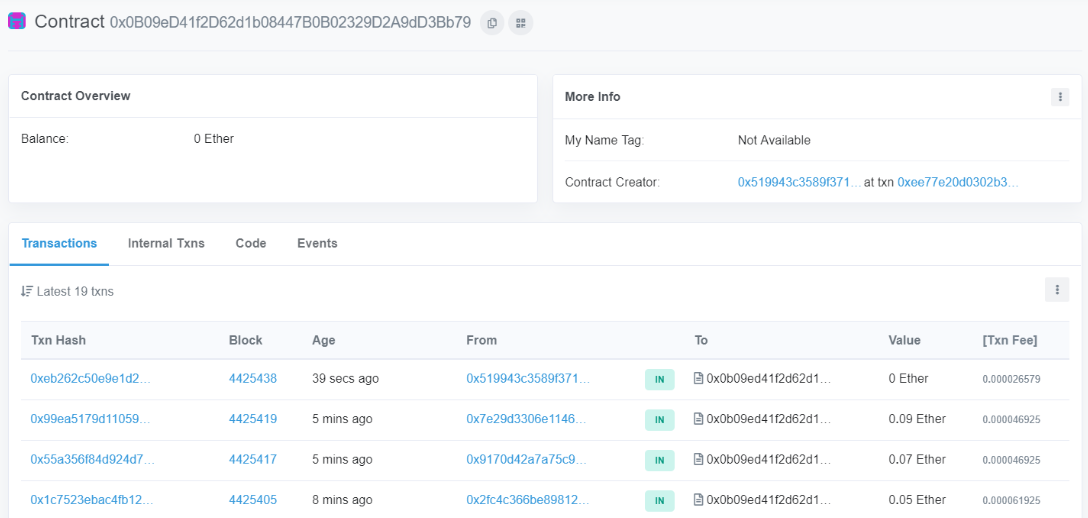 Contract 0x0B09eD41f2D62d1b08447B0B02329D2A9dD3Bb79
Contract Overview
Balance: 0 Ether
More Info
My Name Tag: Not Available
Contract Creator: 0x519943c3589f371... at txn 0xee77e20d0302b3...
Transactions Internal Txns Code Events
Latest 19 txns
Txn Hash Block Age From To Value [Txn Fee]
0xeb262c50e9e1d2... 4425438 39 secs ago 0x519943c3589f371... IN 0x0b09ed41f2d62d1... 0 Ether 0.000026579
0x99ea5179d11059... 4425419 5 mins ago 0x7e29d3306e1146... IN 0x0b09ed41f2d62d1... 0.09 Ether 0.000046925
0x55a356f84d924d7... 4425417 5 mins ago 0x9170d42a7a75c9... IN 0x0b09ed41f2d62d1... 0.07 Ether 0.000046925
0x1c7523ebac4fb12... 4425405 8 mins ago 0x2fc4c366be89812... IN 0x0b09ed41f2d62d1... 0.05 Ether 0.000061925